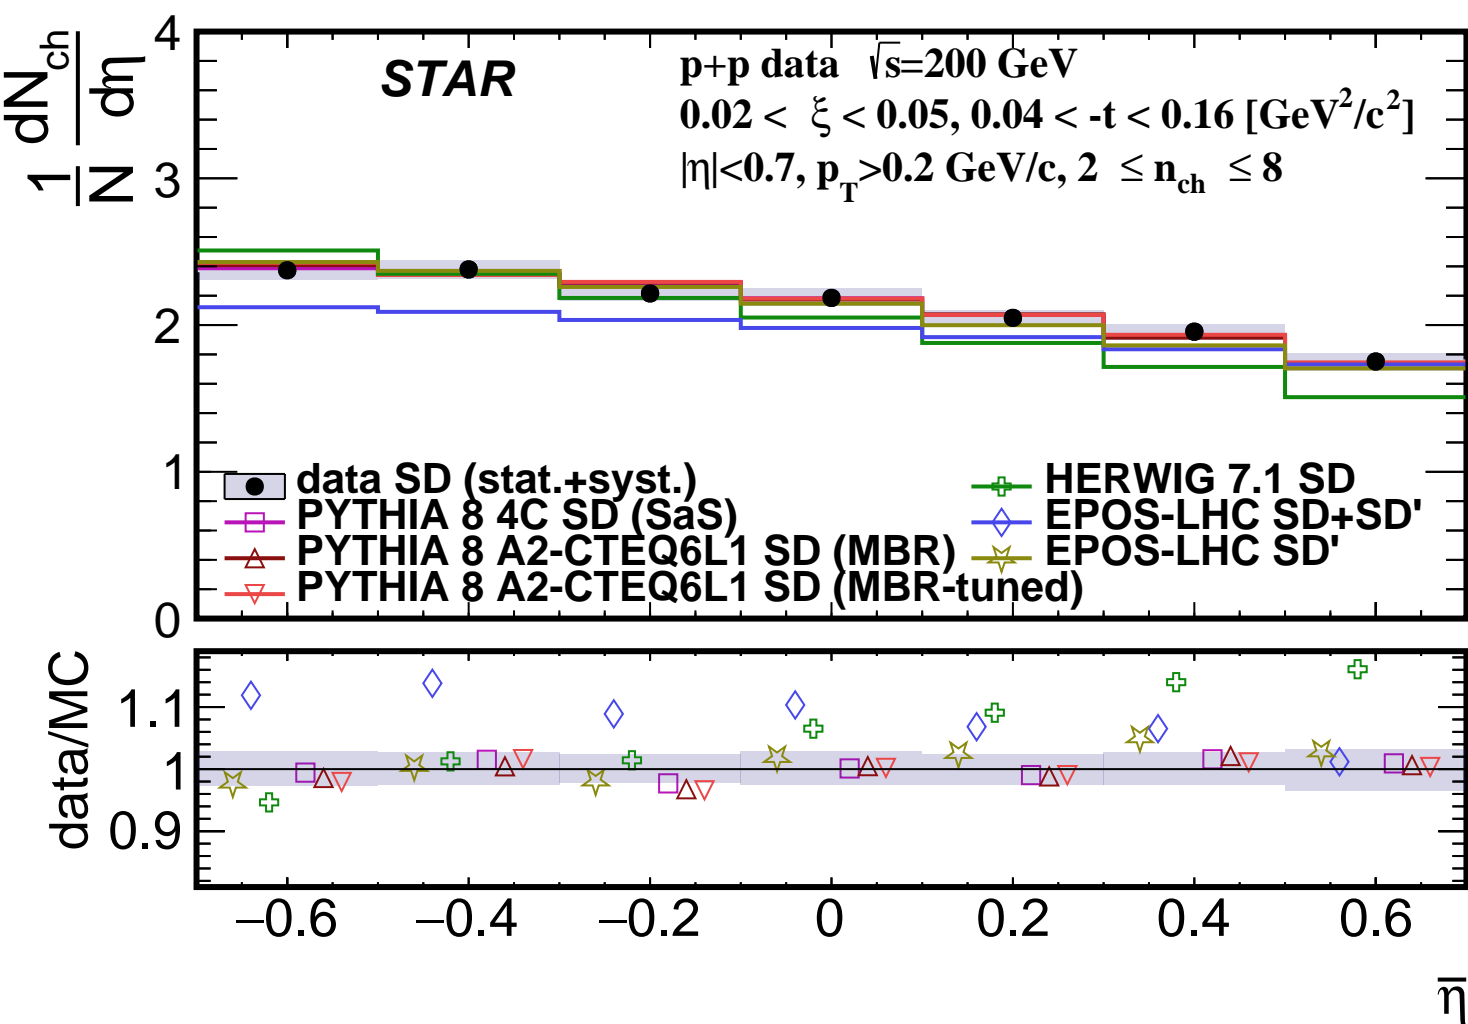 1/N dN_ch/dη
4
3
2
1
0
STAR
p+p data √s=200 GeV
0.02 < ξ < 0.05, 0.04 < -t < 0.16 [GeV²/c²]
|η|<0.7, p_T>0.2 GeV/c, 2 ≤ n_ch ≤ 8
data SD (stat.+syst.)
PYTHIA 8 4C SD (SaS)
PYTHIA 8 A2-CTEQ6L1 SD (MBR)
PYTHIA 8 A2-CTEQ6L1 SD (MBR-tuned)
HERWIG 7.1 SD
EPOS-LHC SD+SD'
EPOS-LHC SD'
data/MC
1.1
1
0.9
−0.6 −0.4 −0.2 0 0.2 0.4 0.6
η̅